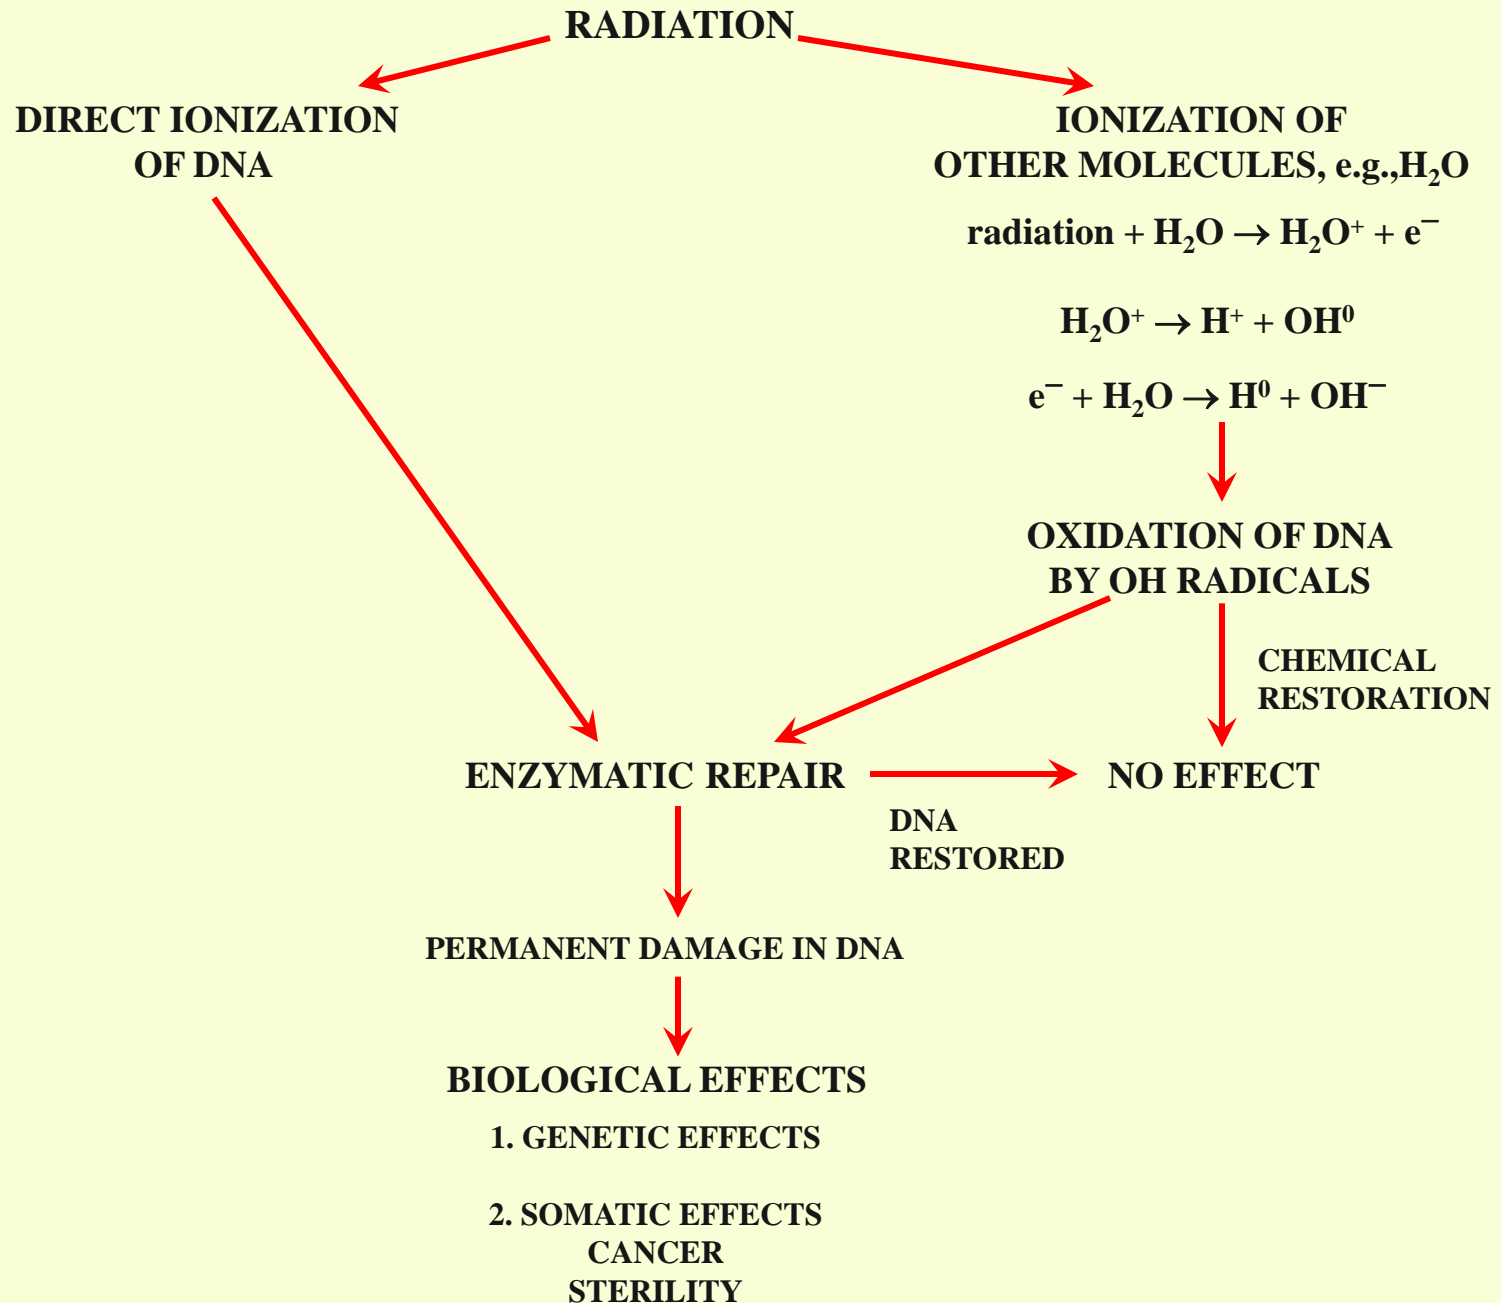 RADIATION
DIRECT IONIZATION
OF DNA
IONIZATION OF
OTHER MOLECULES, e.g.,H₂O
radiation + H₂O → H₂O⁺ + e⁻
H₂O⁺ → H⁺ + OH⁰
e⁻ + H₂O → H⁰ + OH⁻
OXIDATION OF DNA
BY OH RADICALS
CHEMICAL
RESTORATION
ENZYMATIC REPAIR
NO EFFECT
DNA
RESTORED
PERMANENT DAMAGE IN DNA
BIOLOGICAL EFFECTS
1. GENETIC EFFECTS
2. SOMATIC EFFECTS
CANCER
STERILITY